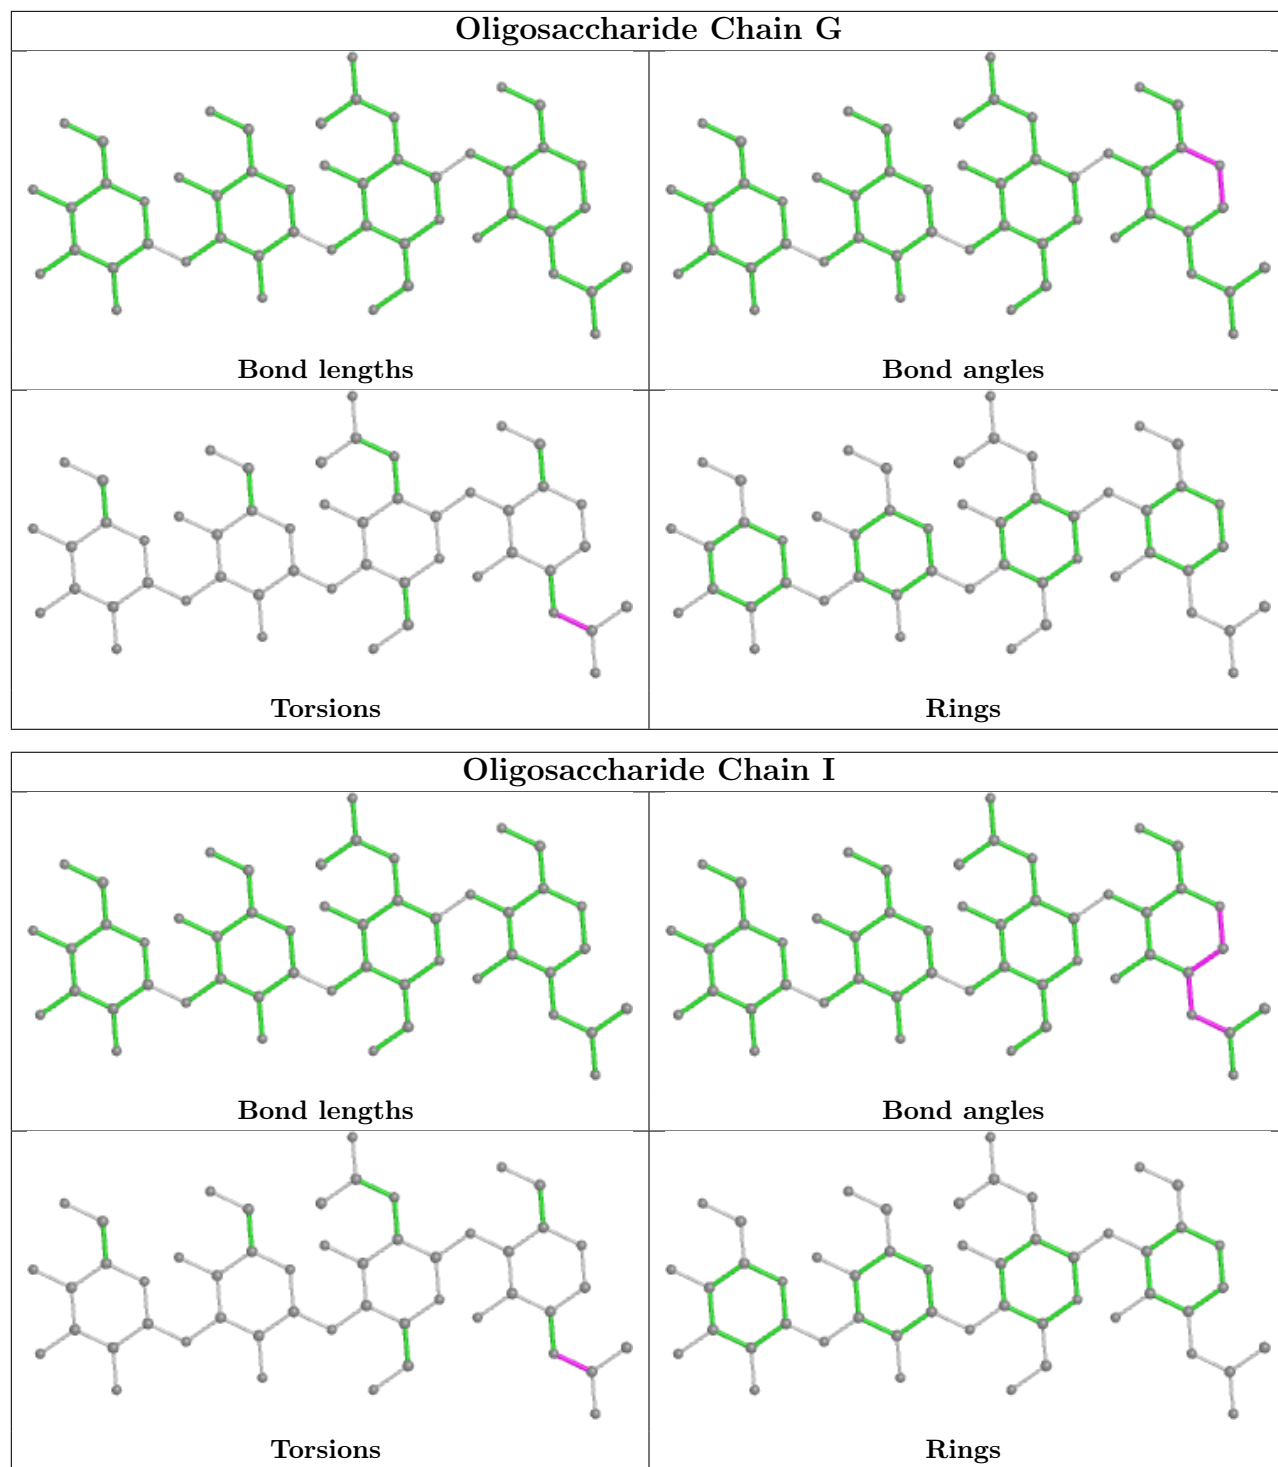 Oligosaccharide Chain G
Bond lengths
Bond angles
Torsions
Rings
Oligosaccharide Chain I
Bond lengths
Bond angles
Torsions
Rings